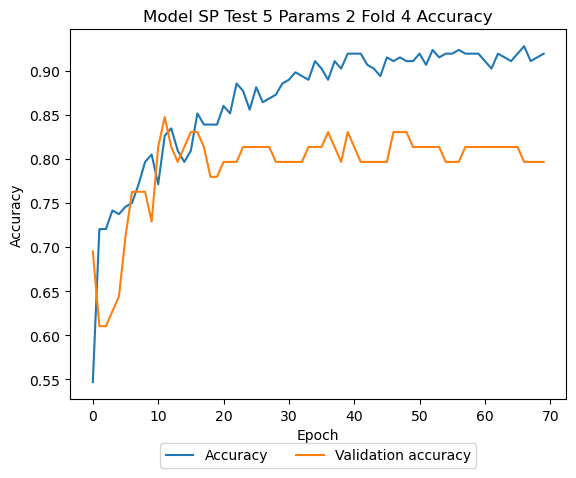 Model SP Test 5 Params 2 Fold 4 Accuracy
0.90
0.85
0.80
0.75
0.70
0.65
0.60
0.55
Accuracy
0 10 20 30 40 50 60 70
Epoch
Accuracy Validation accuracy